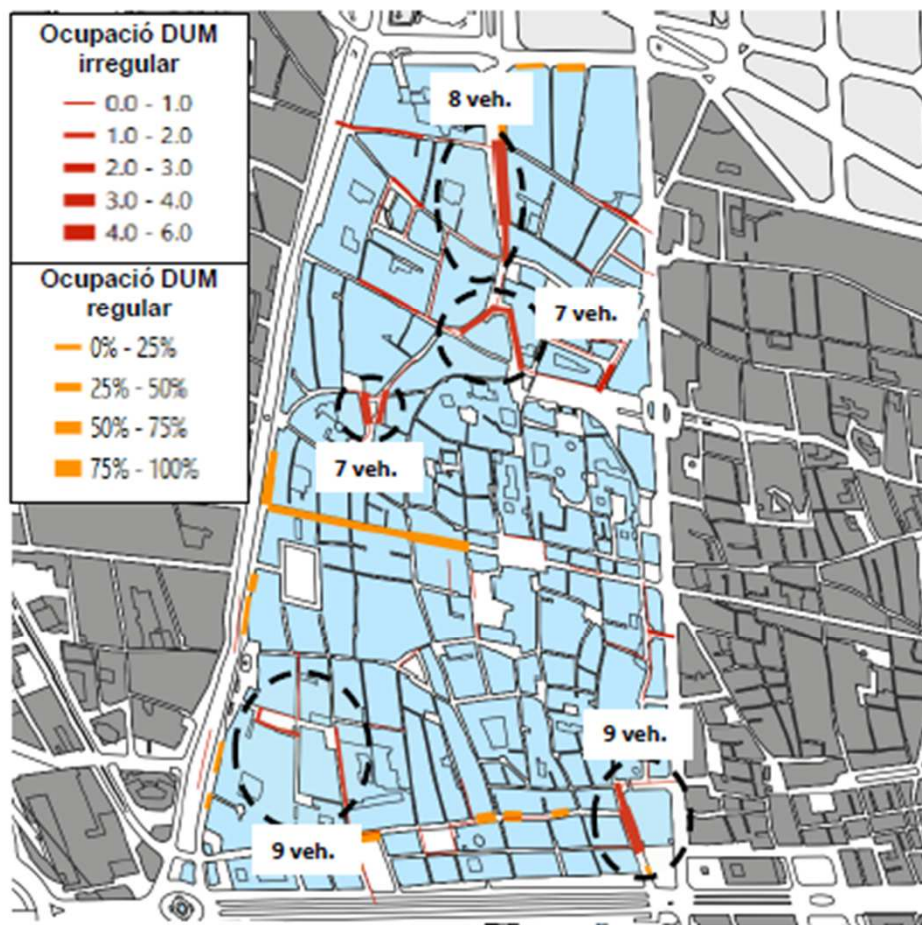 Ocupació DUM
irregular
0.0 - 1.0
1.0 - 2.0
2.0 - 3.0
3.0 - 4.0
4.0 - 6.0
Ocupació DUM
regular
0% - 25%
25% - 50%
50% - 75%
75% - 100%
8 veh.
7 veh.
7 veh.
9 veh.
9 veh.